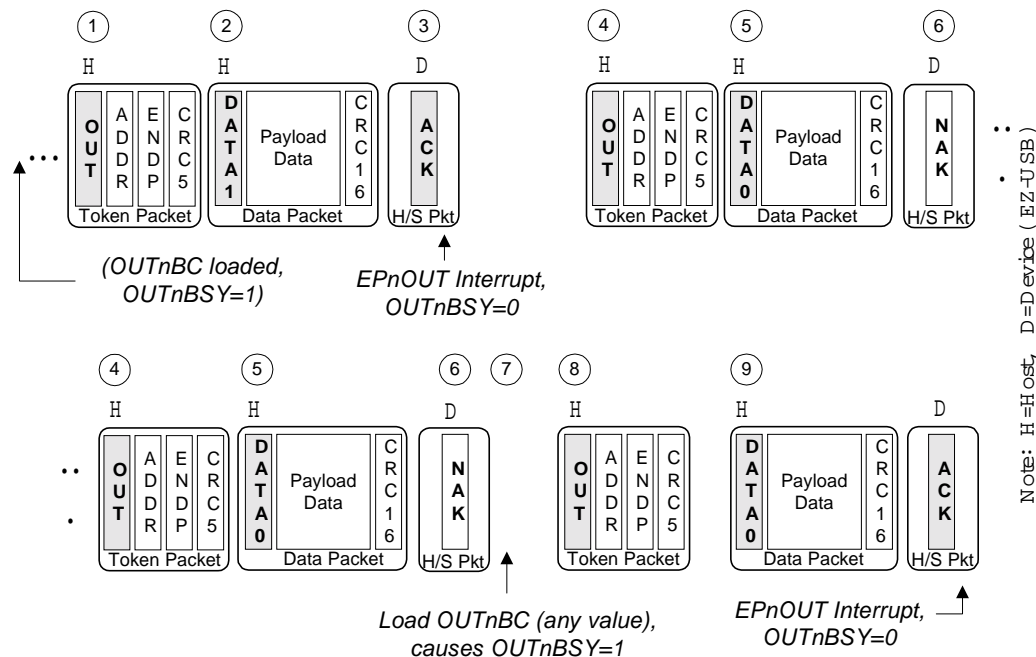 1 2 3 4 5 6
H H D H H D
OUT ADDR ENDP CRC5 DATA1 Payload Data CRC16 ACK OUT ADDR ENDP CRC5 DATA0 Payload Data CRC16 NAK
... ..
.
Token Packet Data Packet H/S Pkt Token Packet Data Packet H/S Pkt
(OUTnBC loaded,
OUTnBSY=1)
EPnOUT Interrupt,
OUTnBSY=0
4 5 6 7 8 9
H H D H H D
OUT ADDR ENDP CRC5 DATA0 Payload Data CRC16 NAK OUT ADDR ENDP CRC5 DATA0 Payload Data CRC16 ACK
..
.
Token Packet Data Packet H/S Pkt Token Packet Data Packet H/S Pkt
Load OUTnBC (any value),
causes OUTnBSY=1
EPnOUT Interrupt,
OUTnBSY=0
Note: H=Host, D=Device(EZ-USB)